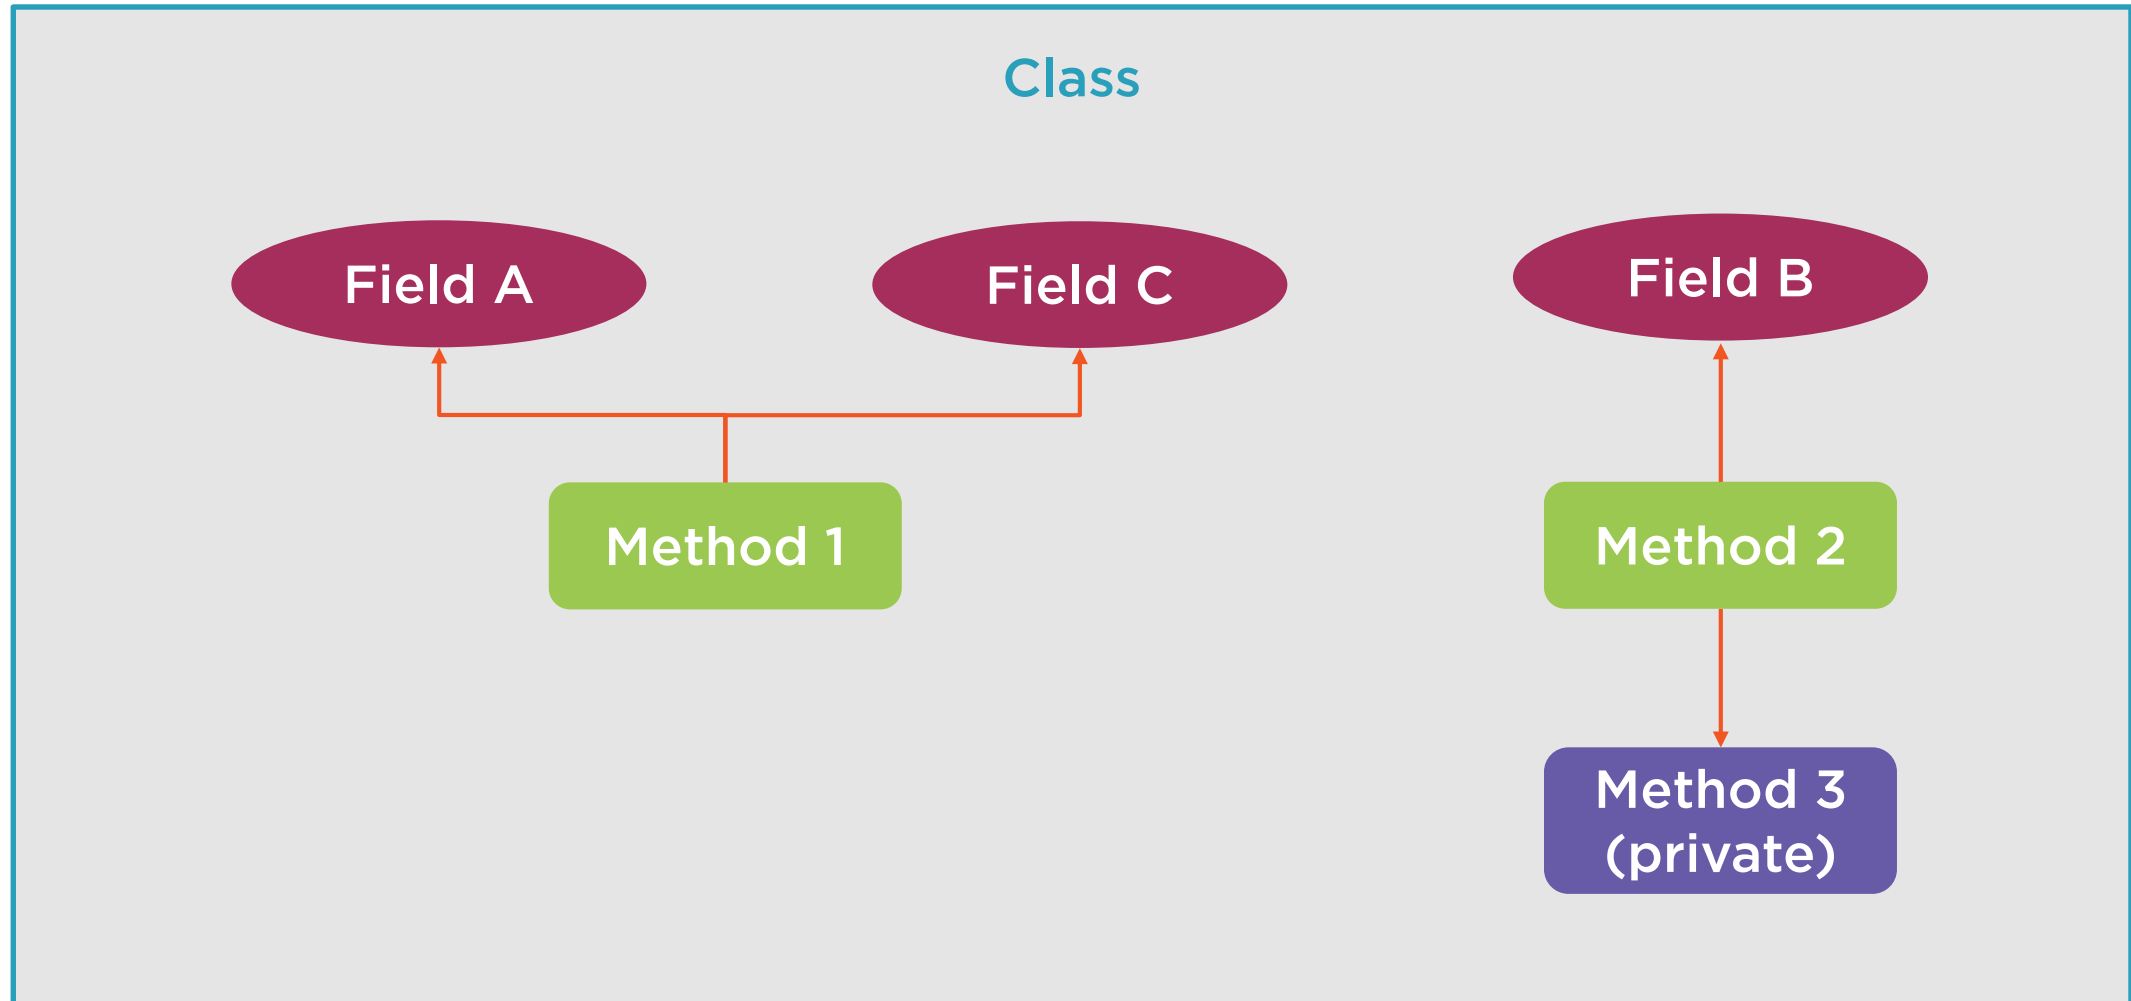 Class
Field A
Field C
Field B
Method 1
Method 2
Method 3
(private)